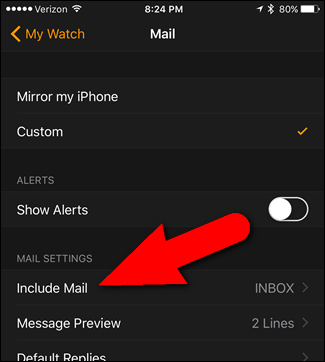 Verizon 8:24 PM 80%
My Watch Mail
Mirror my iPhone
Custom
ALERTS
Show Alerts
MAIL SETTINGS
Include Mail INBOX
Message Preview 2 Lines
Default Replies